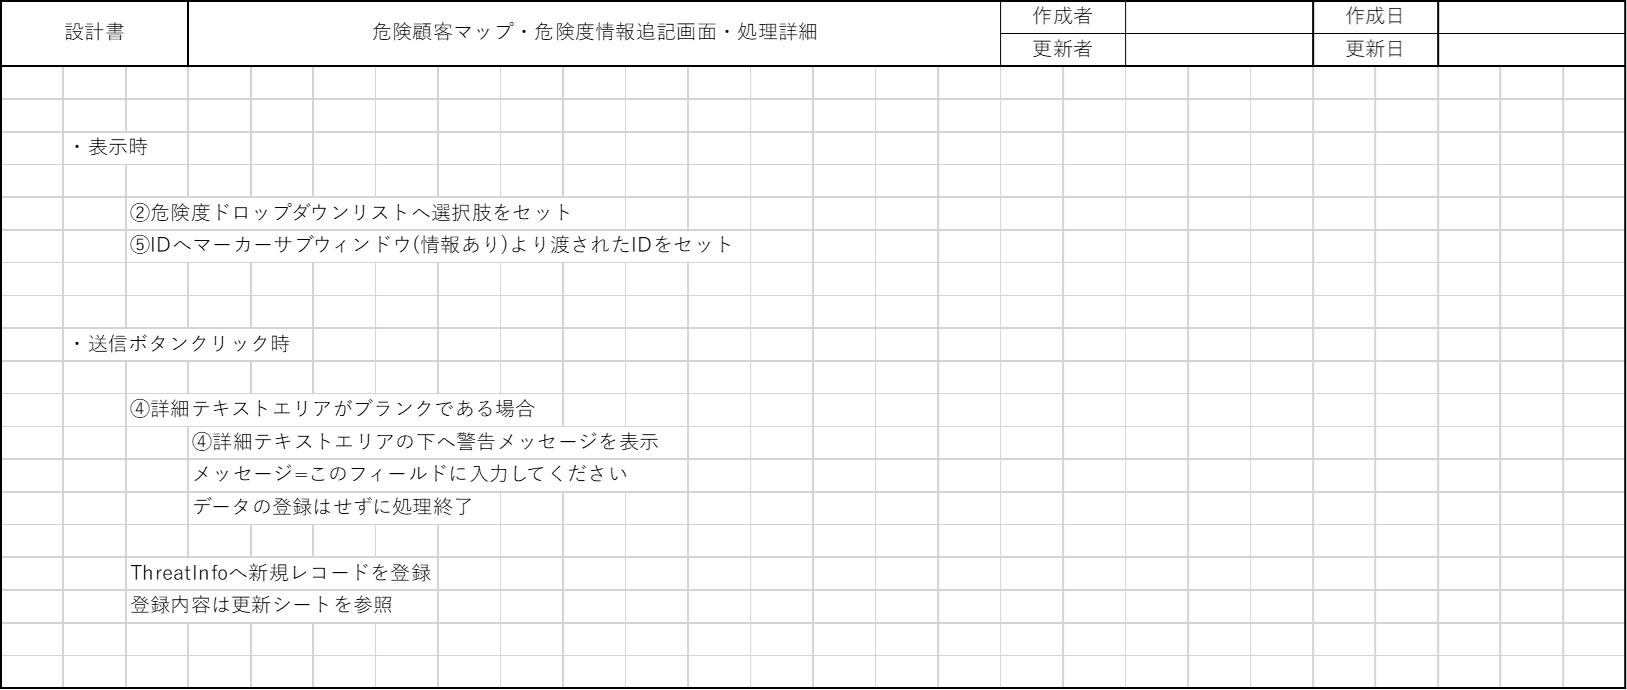 設計書
危険顧客マップ・危険度情報追記画面・処理詳細
作成者
作成日
更新者
更新日
・表示時
②危険度ドロップダウンリストへ選択肢をセット
⑤IDへマーカーサブウィンドウ(情報あり)より渡されたIDをセット
・送信ボタンクリック時
④詳細テキストエリアがブランクである場合
④詳細テキストエリアの下へ警告メッセージを表示
メッセージ=このフィールドに入力してください
データの登録はせずに処理終了
ThreatInfoへ新規レコードを登録
登録内容は更新シートを参照